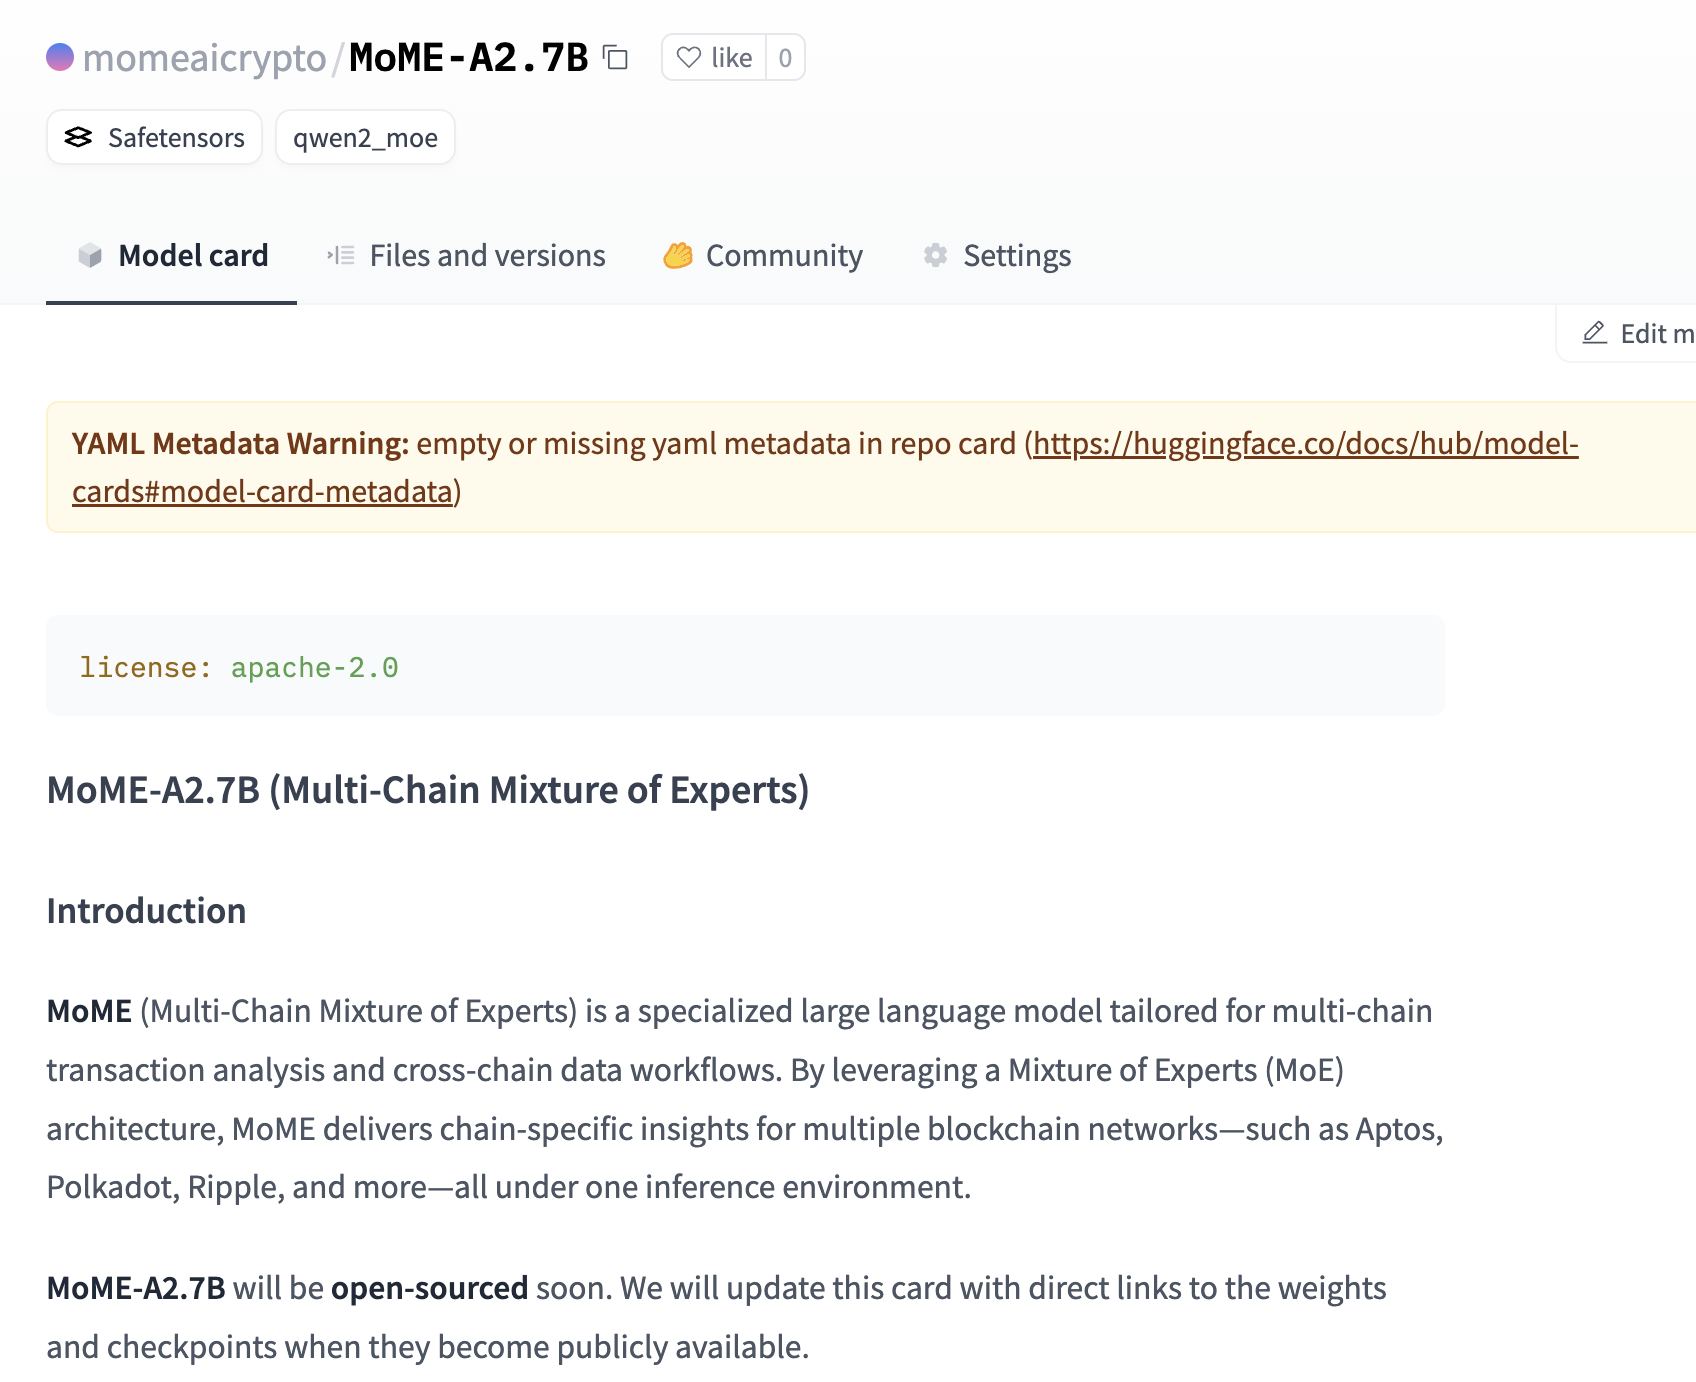 momeaicrypto/MoME-A2.7B like 0
Safetensors qwen2_moe
Model card Files and versions Community Settings
Edit m
YAML Metadata Warning: empty or missing yaml metadata in repo card (https://huggingface.co/docs/hub/model-
cards#model-card-metadata)
license: apache-2.0
MoME-A2.7B (Multi-Chain Mixture of Experts)
Introduction
MoME (Multi-Chain Mixture of Experts) is a specialized large language model tailored for multi-chain
transaction analysis and cross-chain data workflows. By leveraging a Mixture of Experts (MoE)
architecture, MoME delivers chain-specific insights for multiple blockchain networks—such as Aptos,
Polkadot, Ripple, and more—all under one inference environment.
MoME-A2.7B will be open-sourced soon. We will update this card with direct links to the weights
and checkpoints when they become publicly available.